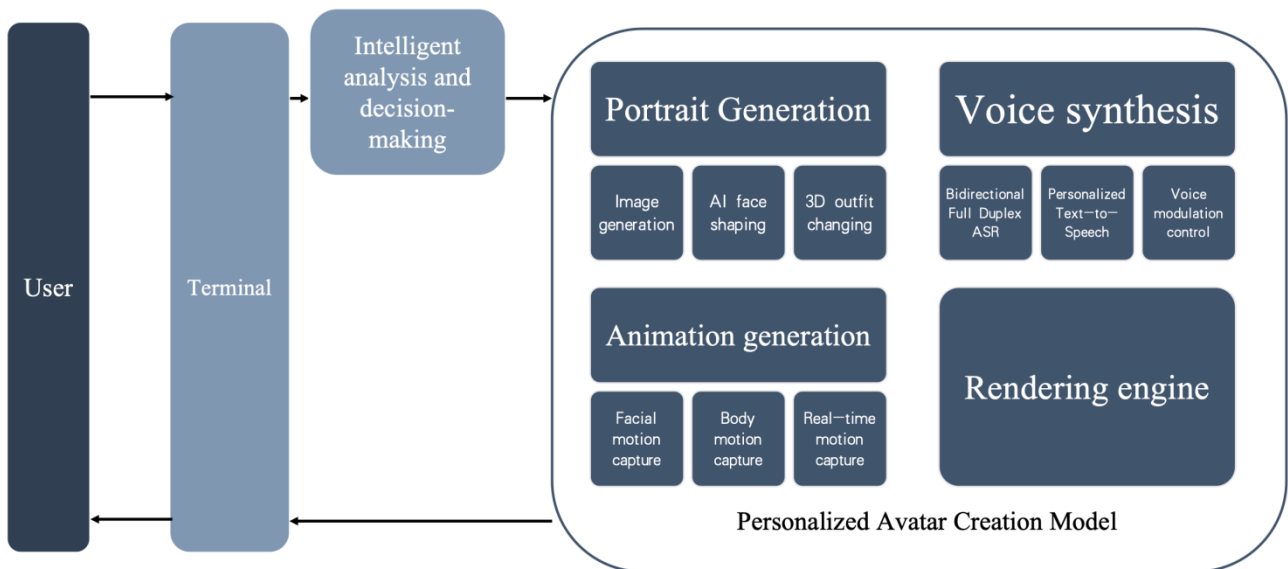 User
Terminal
Intelligent
analysis and
decision-
making
Portrait Generation
Image
generation
AI face
shaping
3D outfit
changing
Voice synthesis
Bidirectional
Full Duplex
ASR
Personalized
Text-to-
Speech
Voice
modulation
control
Animation generation
Facial
motion
capture
Body
motion
capture
Real-time
motion
capture
Rendering engine
Personalized Avatar Creation Model